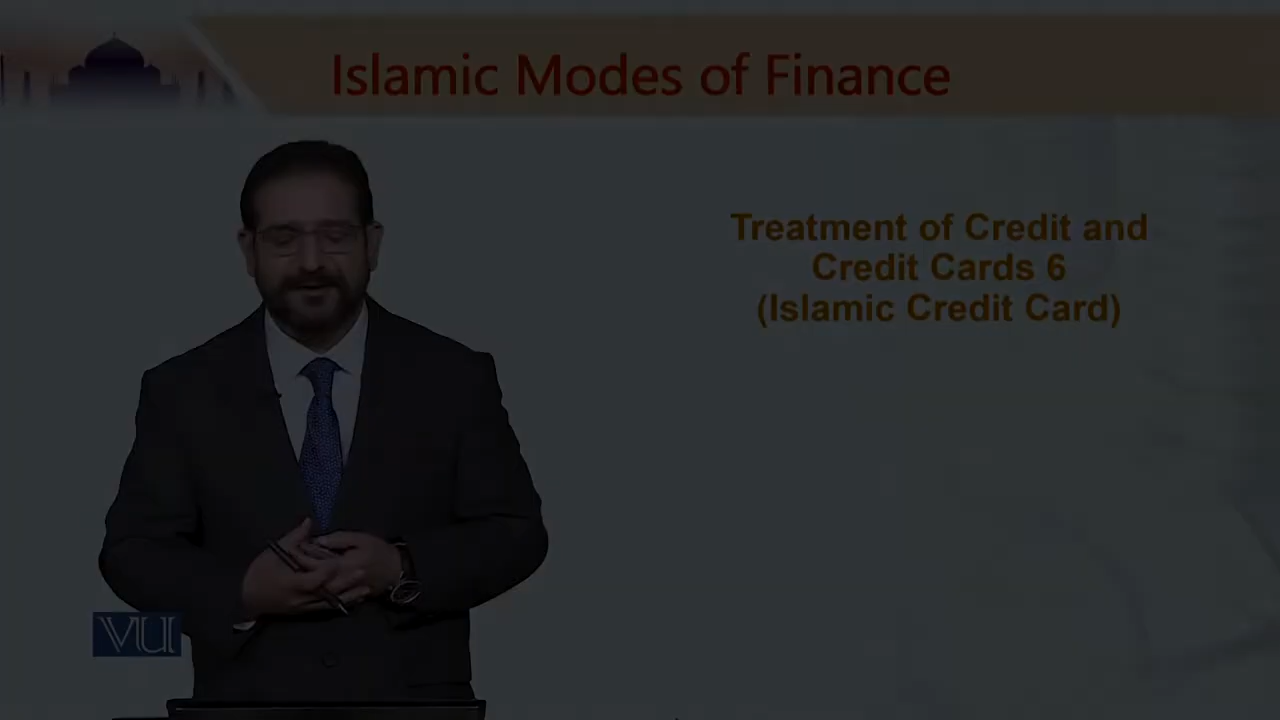 Islamic Modes of Finance
Treatment of Credit and
Credit Cards 6
(Islamic Credit Card)
VU